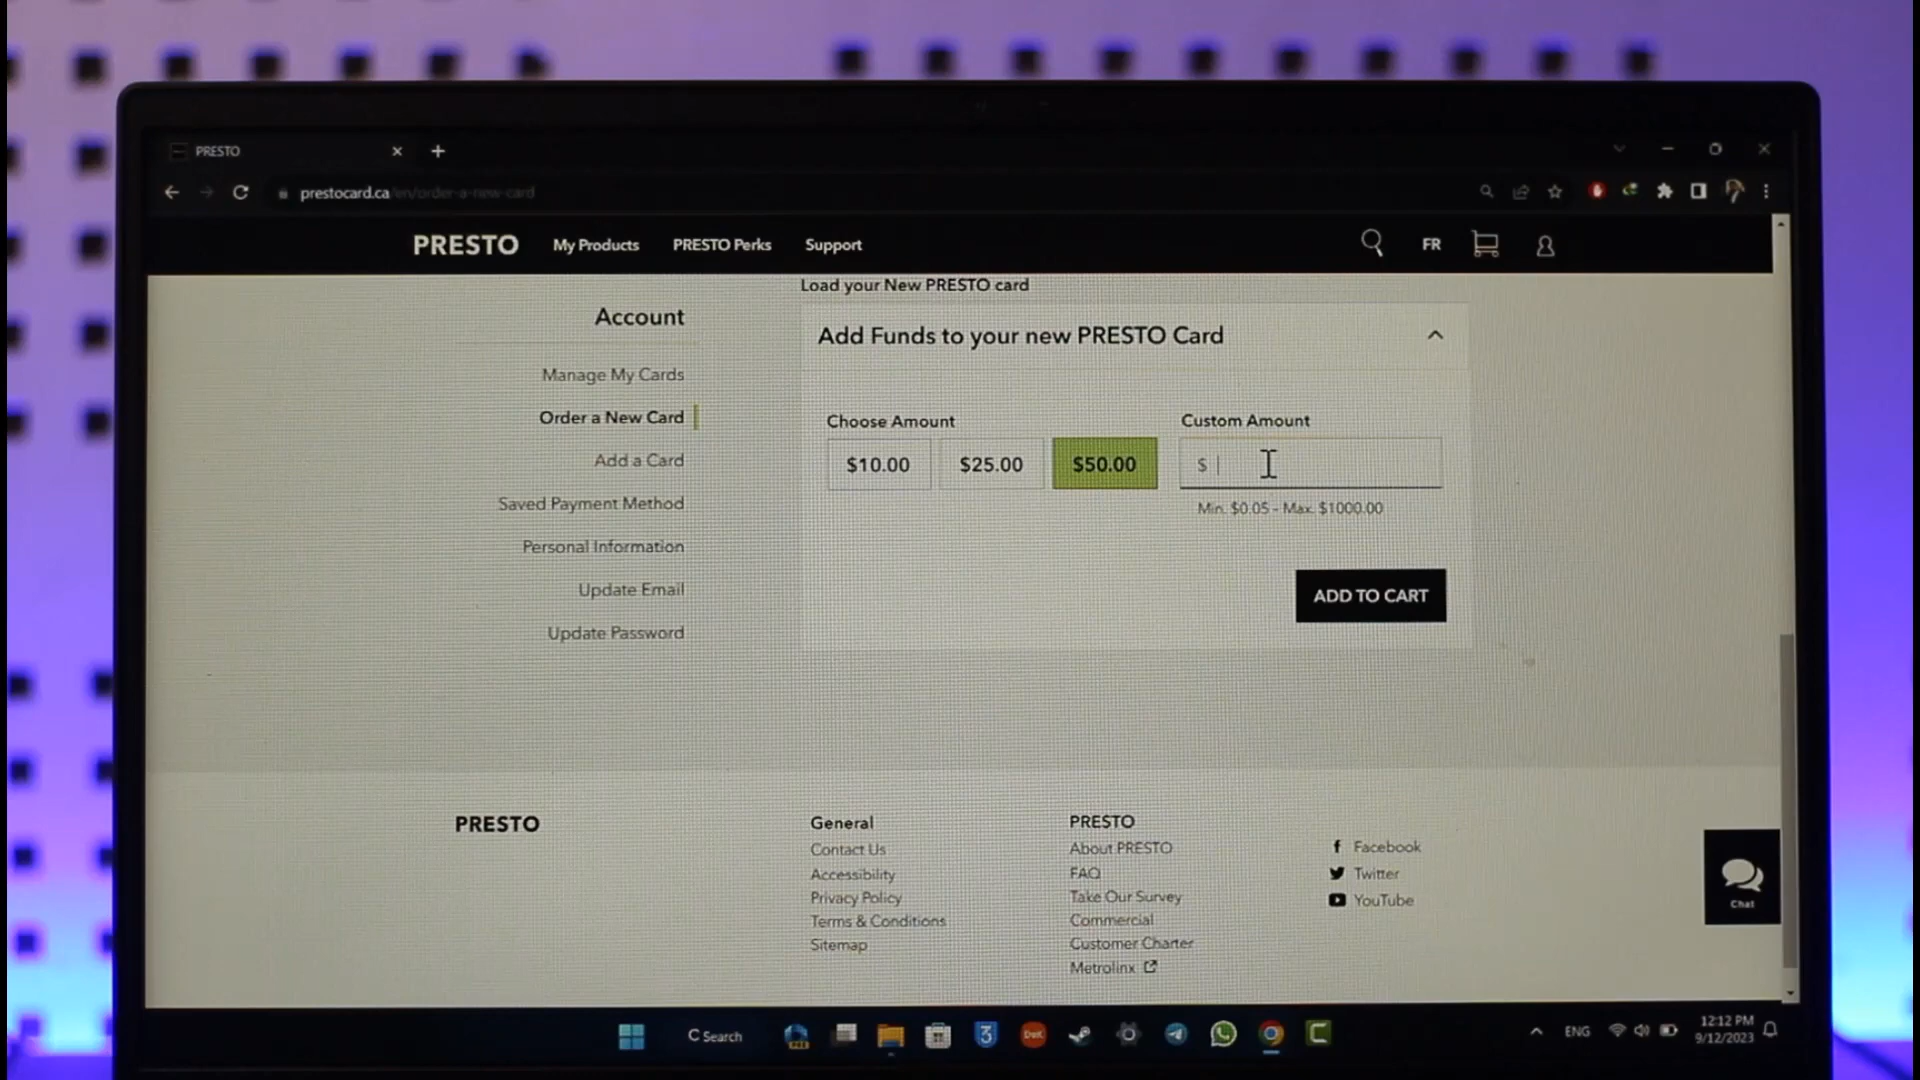 PRESTO
prestocard.ca/en/order-a-new-card
PRESTO My Products PRESTO Perks Support FR
Load your New PRESTO card
Account
Manage My Cards
Order a New Card
Add a Card
Saved Payment Method
Personal Information
Update Email
Update Password
Add Funds to your new PRESTO Card
Choose Amount
$10.00 $25.00 $50.00
Custom Amount
$
Min. $0.05 - Max. $1000.00
ADD TO CART
PRESTO
General
Contact Us
Accessibility
Privacy Policy
Terms & Conditions
Sitemap
PRESTO
About PRESTO
FAQ
Take Our Survey
Commercial
Customer Charter
Metrolinx
Facebook
Twitter
YouTube
Chat
Search
ENG
12:12 PM
9/12/2023